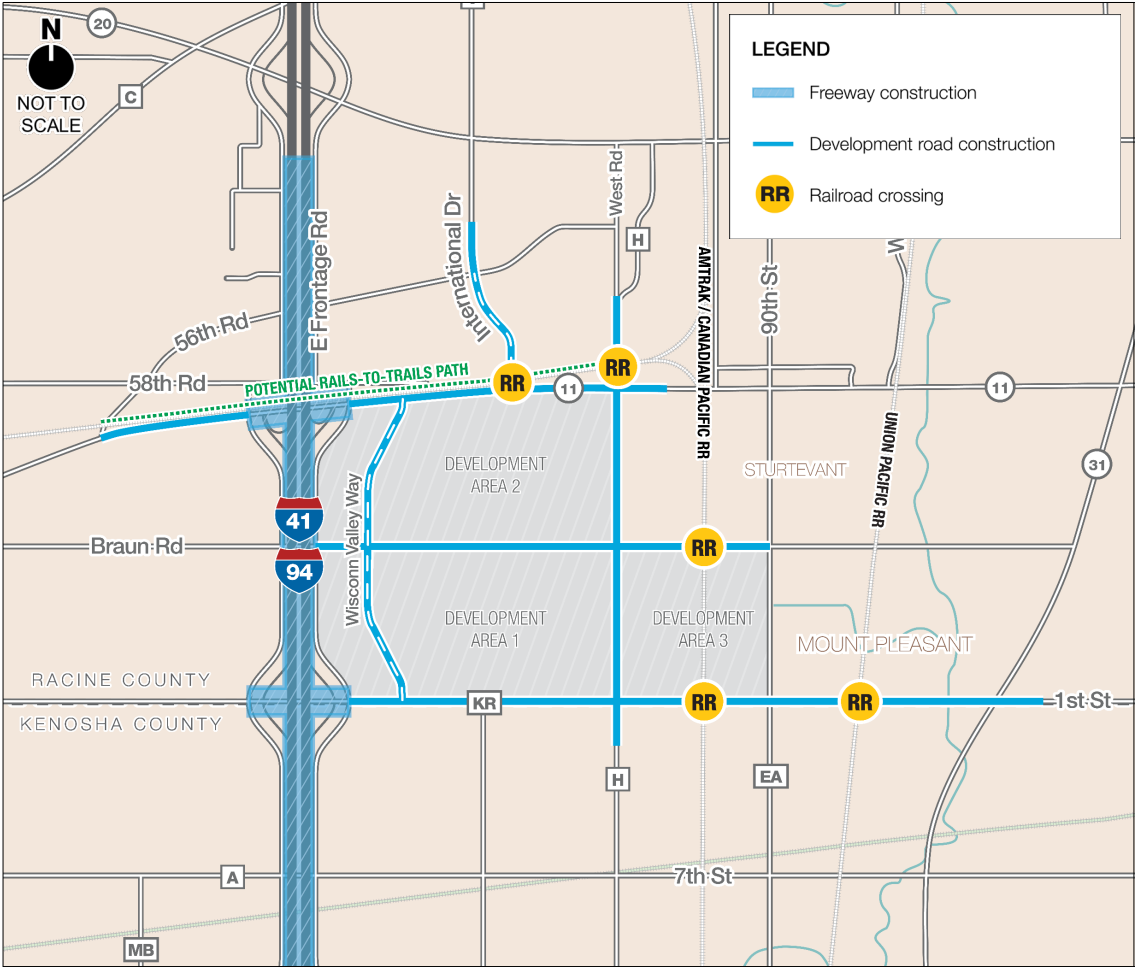 20
N
NOT TO
SCALE
C
LEGEND
Freeway construction
Development road construction
RR
Railroad crossing
West Rd
H
International Dr
E Frontage Rd
AMTRAK / CANADIAN PACIFIC RR
90th St
W
56th Rd
58th Rd
POTENTIAL RAILS-TO-TRAILS PATH
RR
RR
11
11
UNION PACIFIC RR
DEVELOPMENT
AREA 2
STURTEVANT
31
Wisconn Valley Way
41
Braun Rd
RR
94
DEVELOPMENT
AREA 1
DEVELOPMENT
AREA 3
MOUNT PLEASANT
RACINE COUNTY
KENOSHA COUNTY
KR
RR
RR
1st St
H
EA
A
7th St
MB